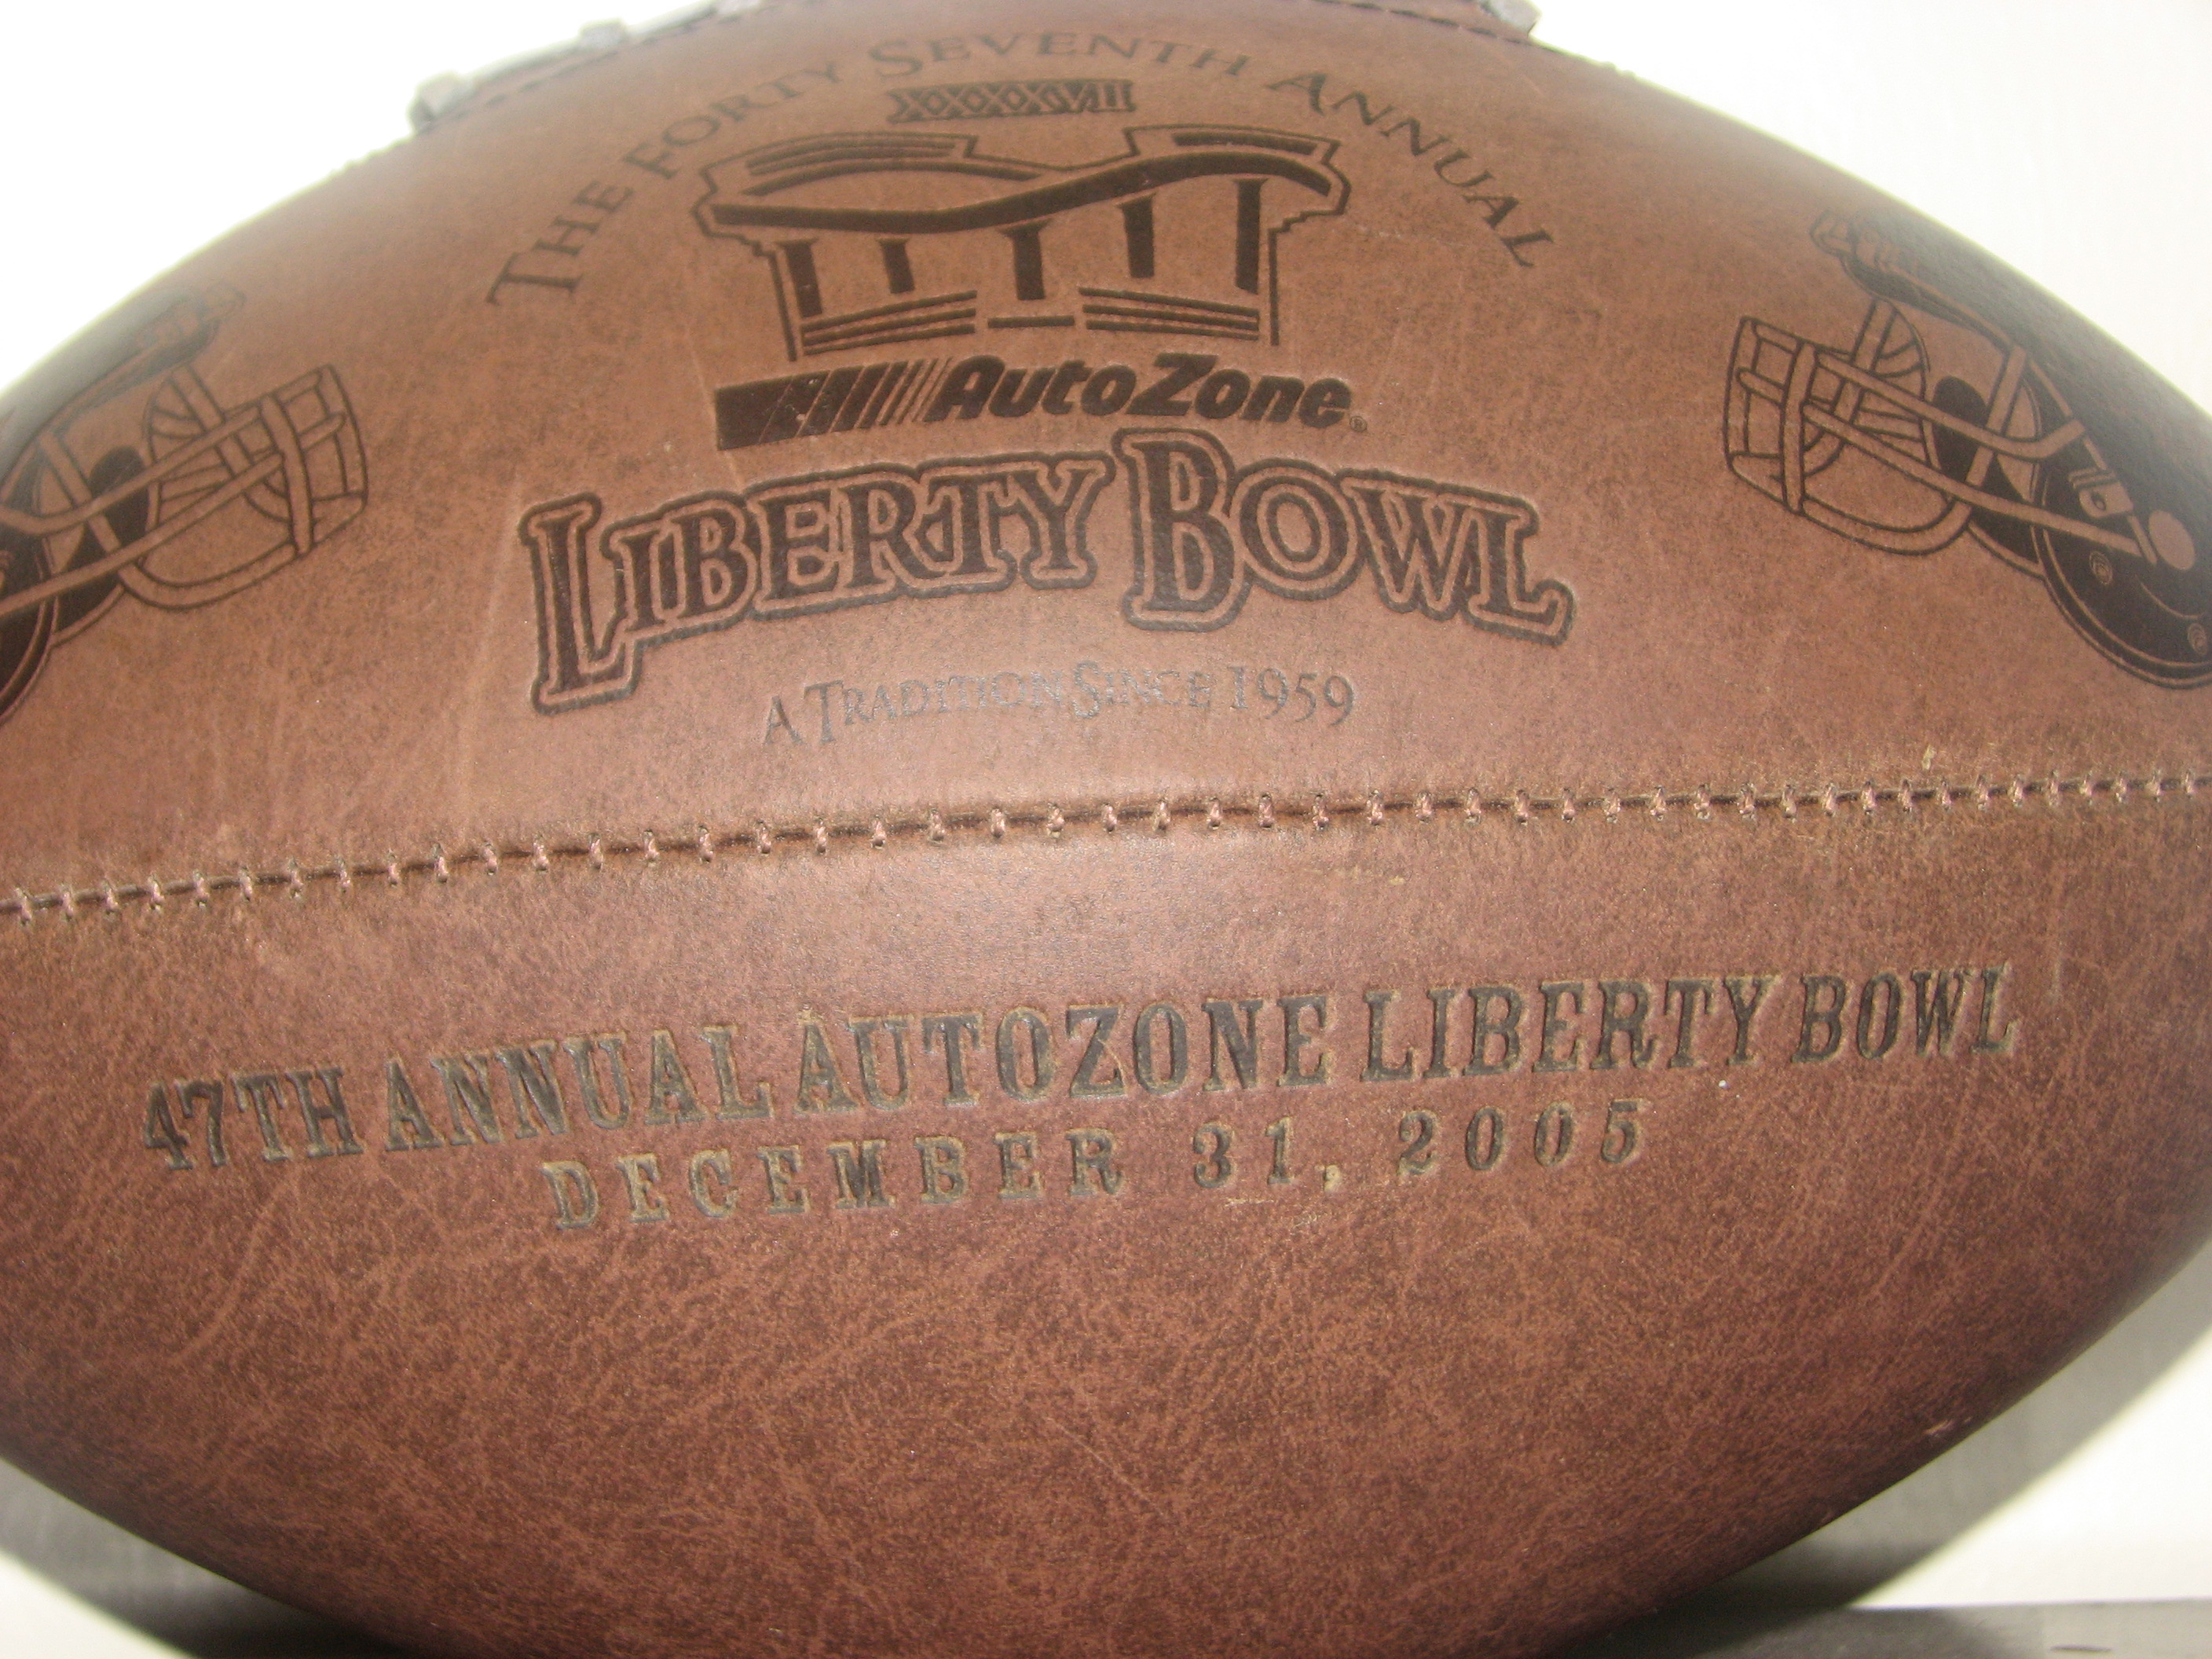 THE FORTY SEVENTH ANNUAL
XXXXVII
AutoZone®
LIBERTY BOWL
A TRADITION SINCE 1959
47TH ANNUAL AUTOZONE LIBERTY BOWL
DECEMBER 31, 2005